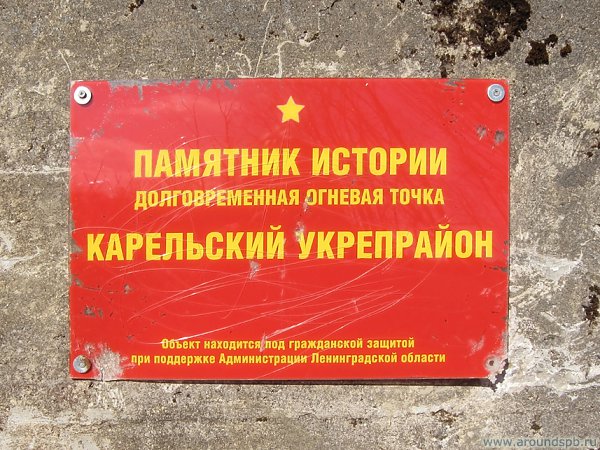 ПАМЯТНИК ИСТОРИИ
ДОЛГОВРЕМЕННАЯ ОГНЕВАЯ ТОЧКА
КАРЕЛЬСКИЙ УКРЕПРАЙОН
Объект находится под гражданской защитой
при поддержке Администрации Ленинградской области
www.aroundspb.ru